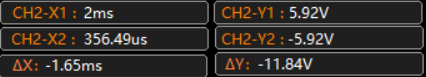 CH2-X1 : 2ms CH2-Y1 : 5.92V
CH2-X2 : 356.49us CH2-Y2 : -5.92V
ΔX: -1.65ms ΔY: -11.84V